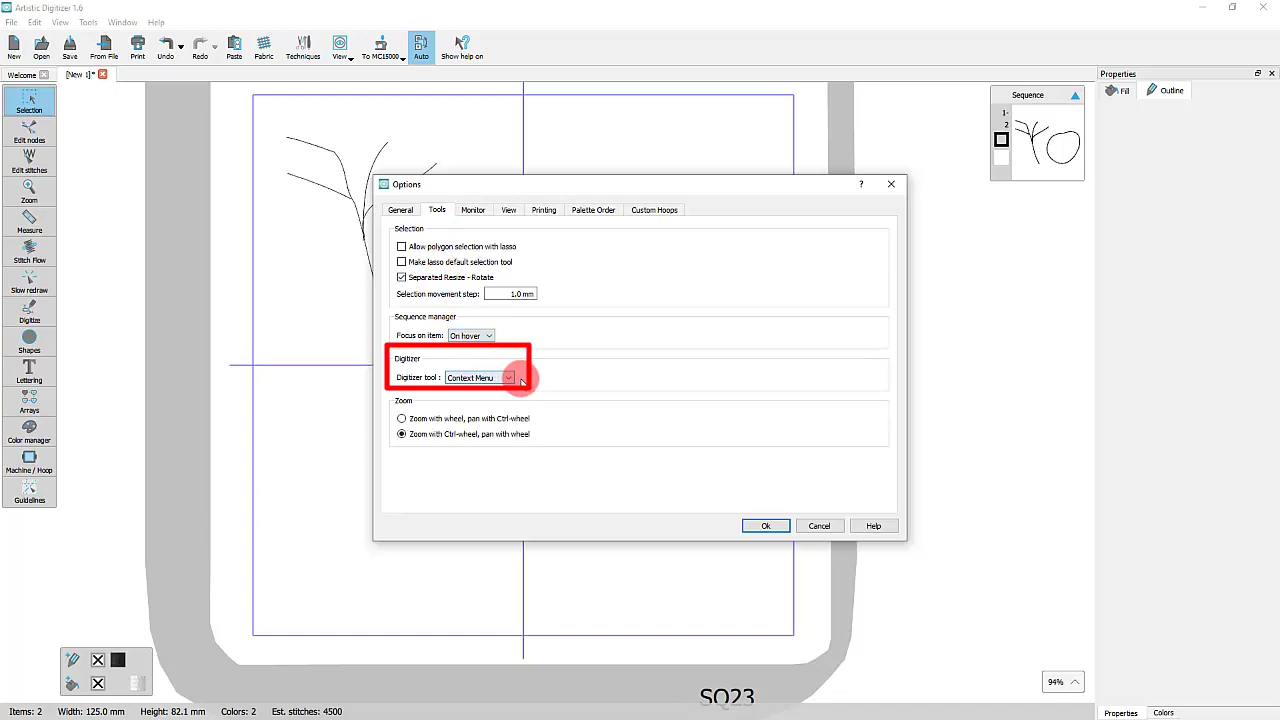 Artistic Digitizer 1.6
File Edit View Tools Window Help
New Open Save From File Print Undo Redo Paste Fabric Techniques View To MC15000 Auto Show help on
Welcome [New 1]*
Properties
Fill Outline
Sequence
1-
2
Selection
Edit nodes
Edit stitches
Zoom
Measure
Stitch Flow
Slow redraw
Digitize
Shapes
Lettering
Arrays
Color manager
Machine / Hoop
Guidelines
Options
?
General Tools Monitor View Printing Palette Order Custom Hoops
Selection
Allow polygon selection with lasso
Make lasso default selection tool
Separated Resize - Rotate
Selection movement step: 1.0 mm
Sequence manager
Focus on item: On hover
Digitizer
Digitizer tool : Context Menu
Zoom
Zoom with wheel, pan with Ctrl-wheel
Zoom with Ctrl-wheel, pan with wheel
Ok Cancel Help
SQ23
94%
Items: 2 Width: 125.0 mm Height: 82.1 mm Colors: 2 Est. stitches: 4500
Properties Colors